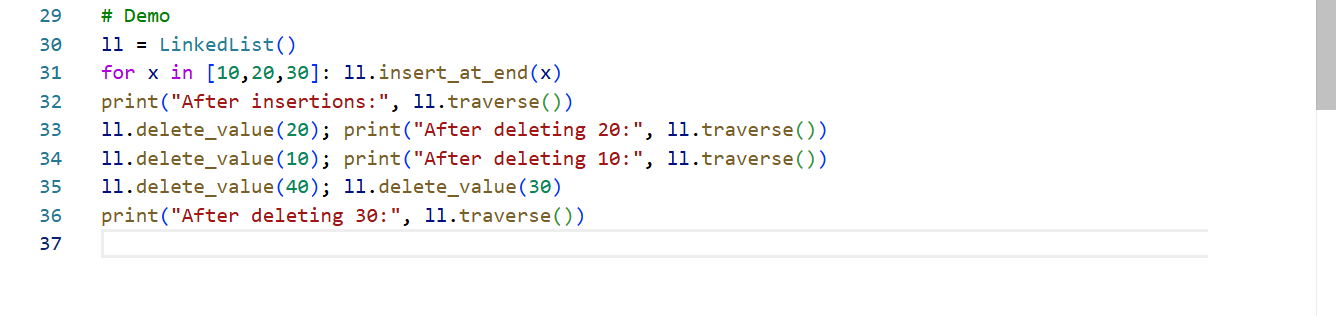 29 # Demo
30 ll = LinkedList()
31 for x in [10,20,30]: ll.insert_at_end(x)
32 print("After insertions:", ll.traverse())
33 ll.delete_value(20); print("After deleting 20:", ll.traverse())
34 ll.delete_value(10); print("After deleting 10:", ll.traverse())
35 ll.delete_value(40); ll.delete_value(30)
36 print("After deleting 30:", ll.traverse())
37